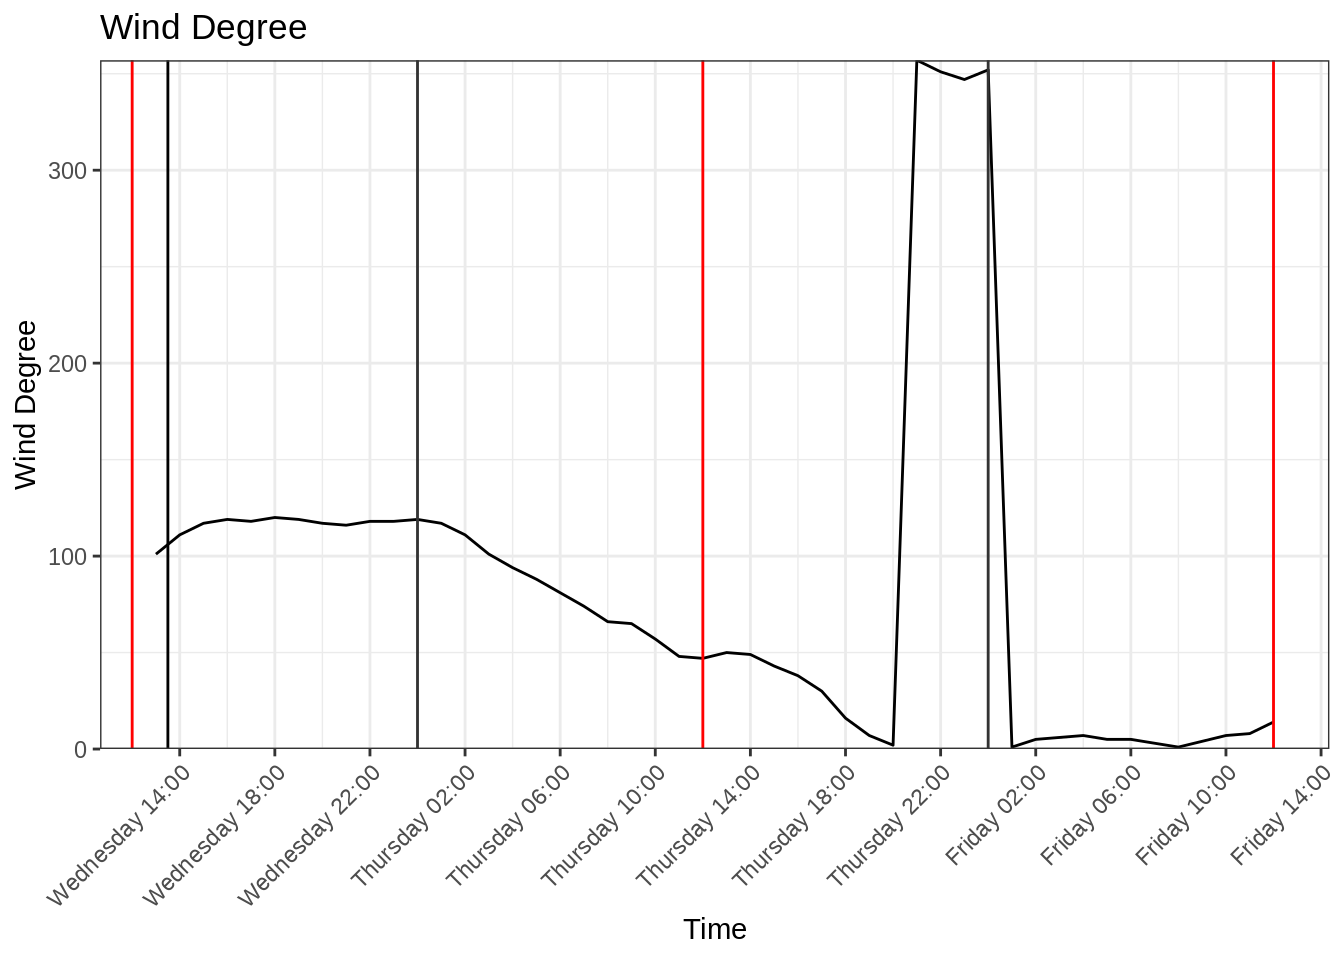 Wind Degree
Wind Degree
300
200
100
0
Wednesday 14:00
Wednesday 18:00
Wednesday 22:00
Thursday 02:00
Thursday 06:00
Thursday 10:00
Thursday 14:00
Thursday 18:00
Thursday 22:00
Friday 02:00
Friday 06:00
Friday 10:00
Friday 14:00
Time